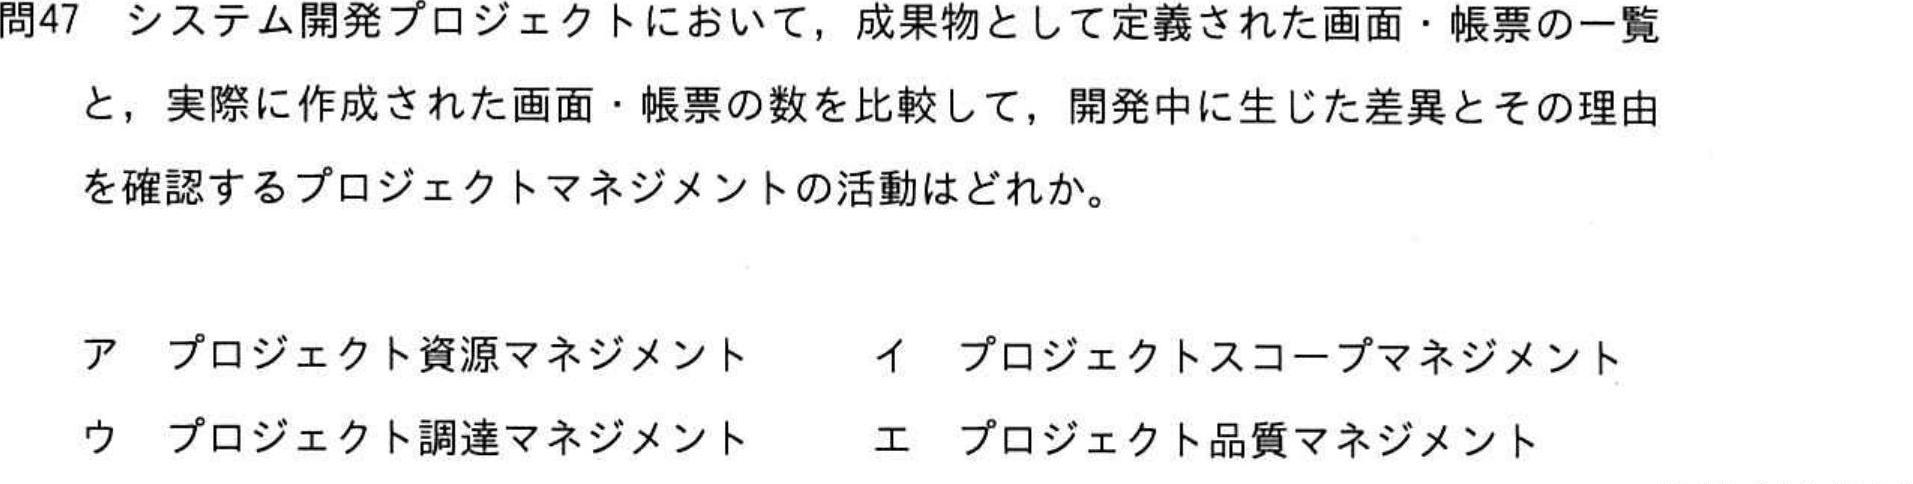 問47　システム開発プロジェクトにおいて，成果物として定義された画面・帳票の一覧
と，実際に作成された画面・帳票の数を比較して，開発中に生じた差異とその理由
を確認するプロジェクトマネジメントの活動はどれか。
ア　プロジェクト資源マネジメント　　　イ　プロジェクトスコープマネジメント
ウ　プロジェクト調達マネジメント　　　エ　プロジェクト品質マネジメント